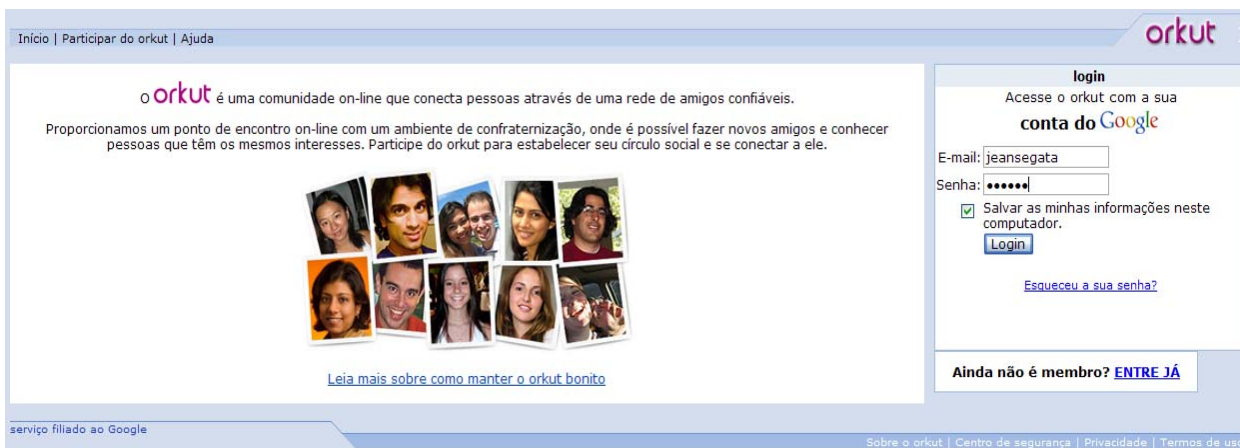 Início | Participar do orkut | Ajuda
orkut
O orkut é uma comunidade on-line que conecta pessoas através de uma rede de amigos confiáveis.
Proporcionamos um ponto de encontro on-line com um ambiente de confraternização, onde é possível fazer novos amigos e conhecer
pessoas que têm os mesmos interesses. Participe do orkut para estabelecer seu círculo social e se conectar a ele.
Leia mais sobre como manter o orkut bonito
login
Acesse o orkut com a sua
conta do Google
E-mail: jeansegata
Senha: ••••••
Salvar as minhas informações neste
computador.
Login
Esqueceu a sua senha?
Ainda não é membro? ENTRE JÁ
serviço filiado ao Google
Sobre o orkut | Centro de segurança | Privacidade | Termos de uso